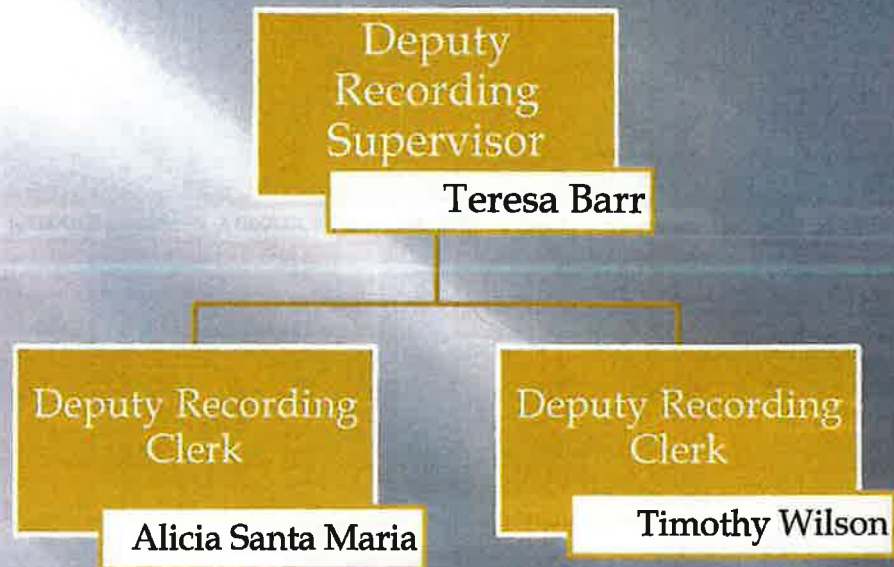 Deputy
Recording
Supervisor
Teresa Barr
Deputy Recording
Clerk
Alicia Santa Maria
Deputy Recording
Clerk
Timothy Wilson